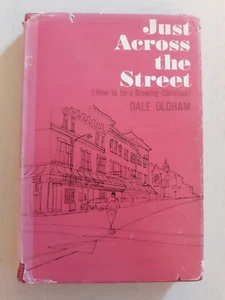 Just
Across
the
Street
(How to be a Growing Christian)
DALE OLDHAM